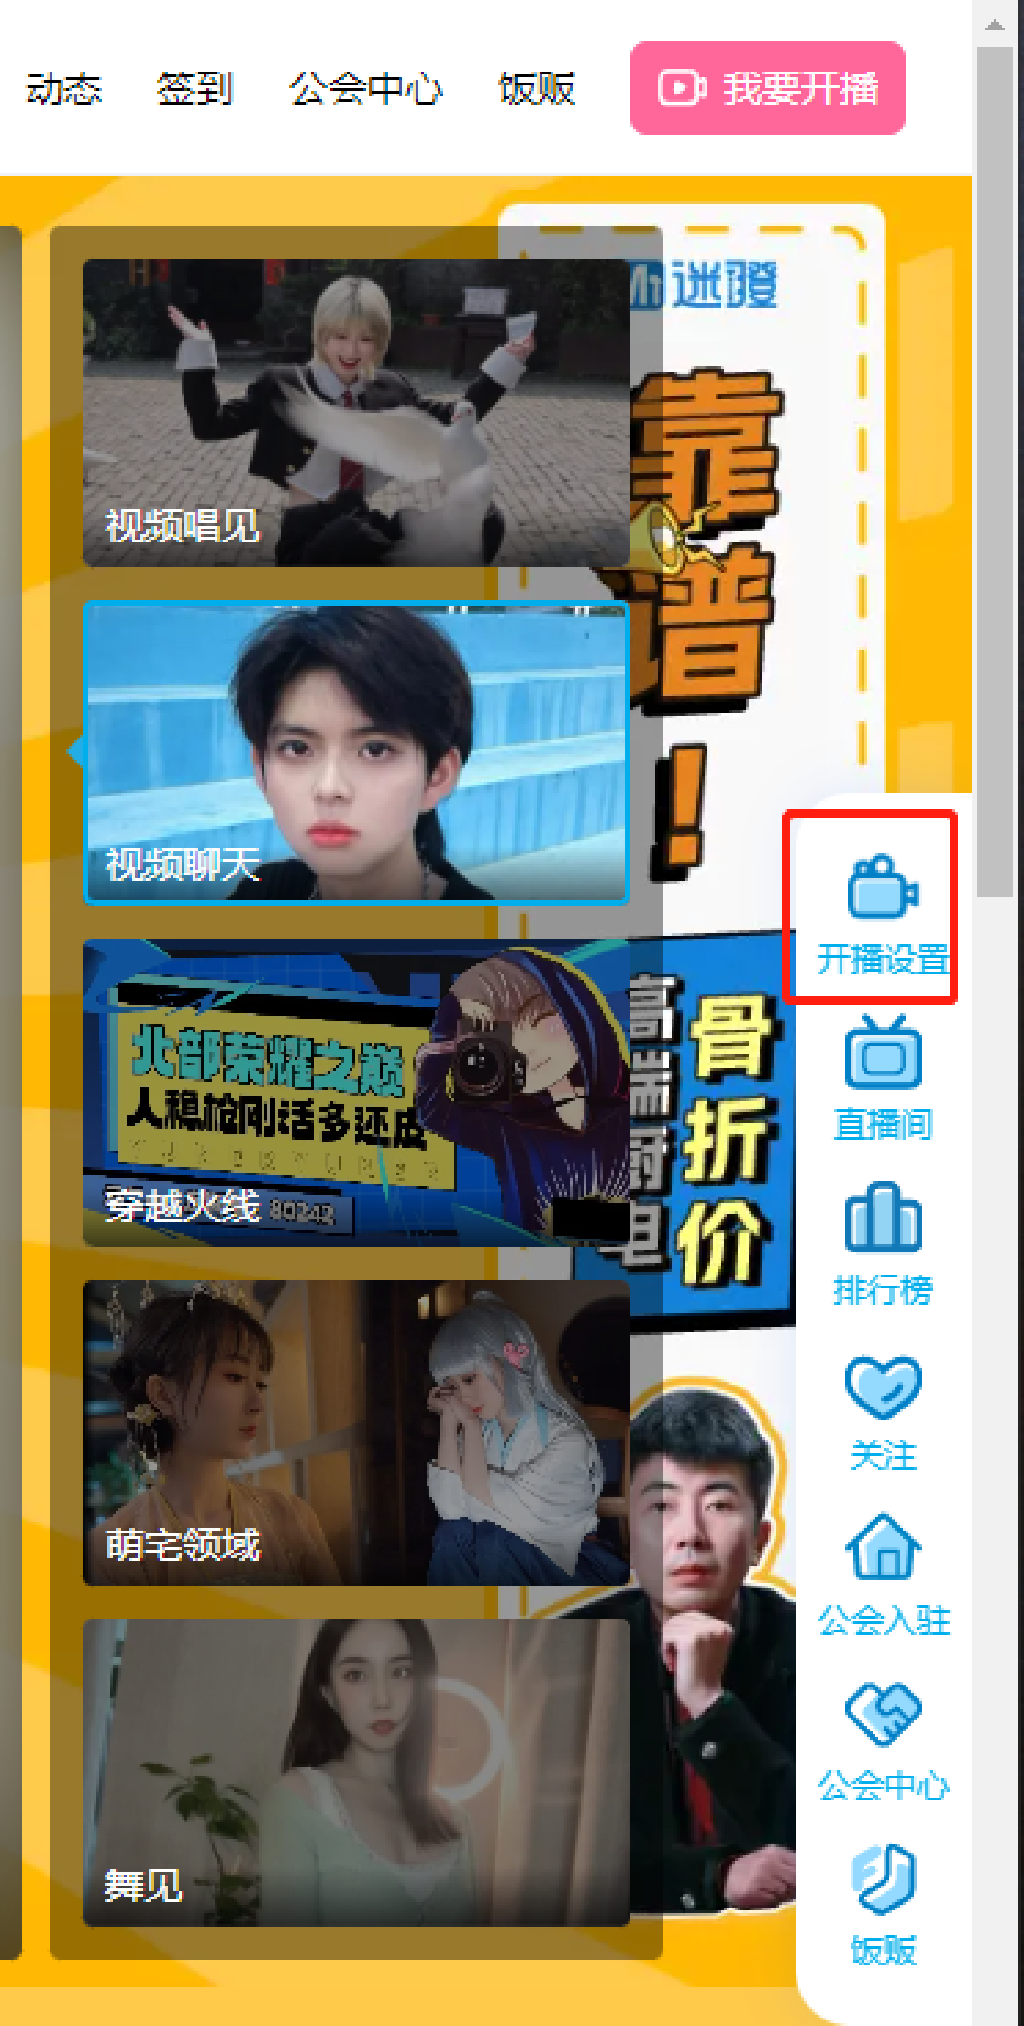 动态 签到 公会中心 饭贩 我要开播
迷瞪
靠
谱
！
视频唱见
视频聊天
北部荣耀之巅
人稳枪刚话多还皮
80242
穿越火线
高端厨电
骨折价
萌宅领域
舞见
开播设置
直播间
排行榜
关注
公会入驻
公会中心
饭贩